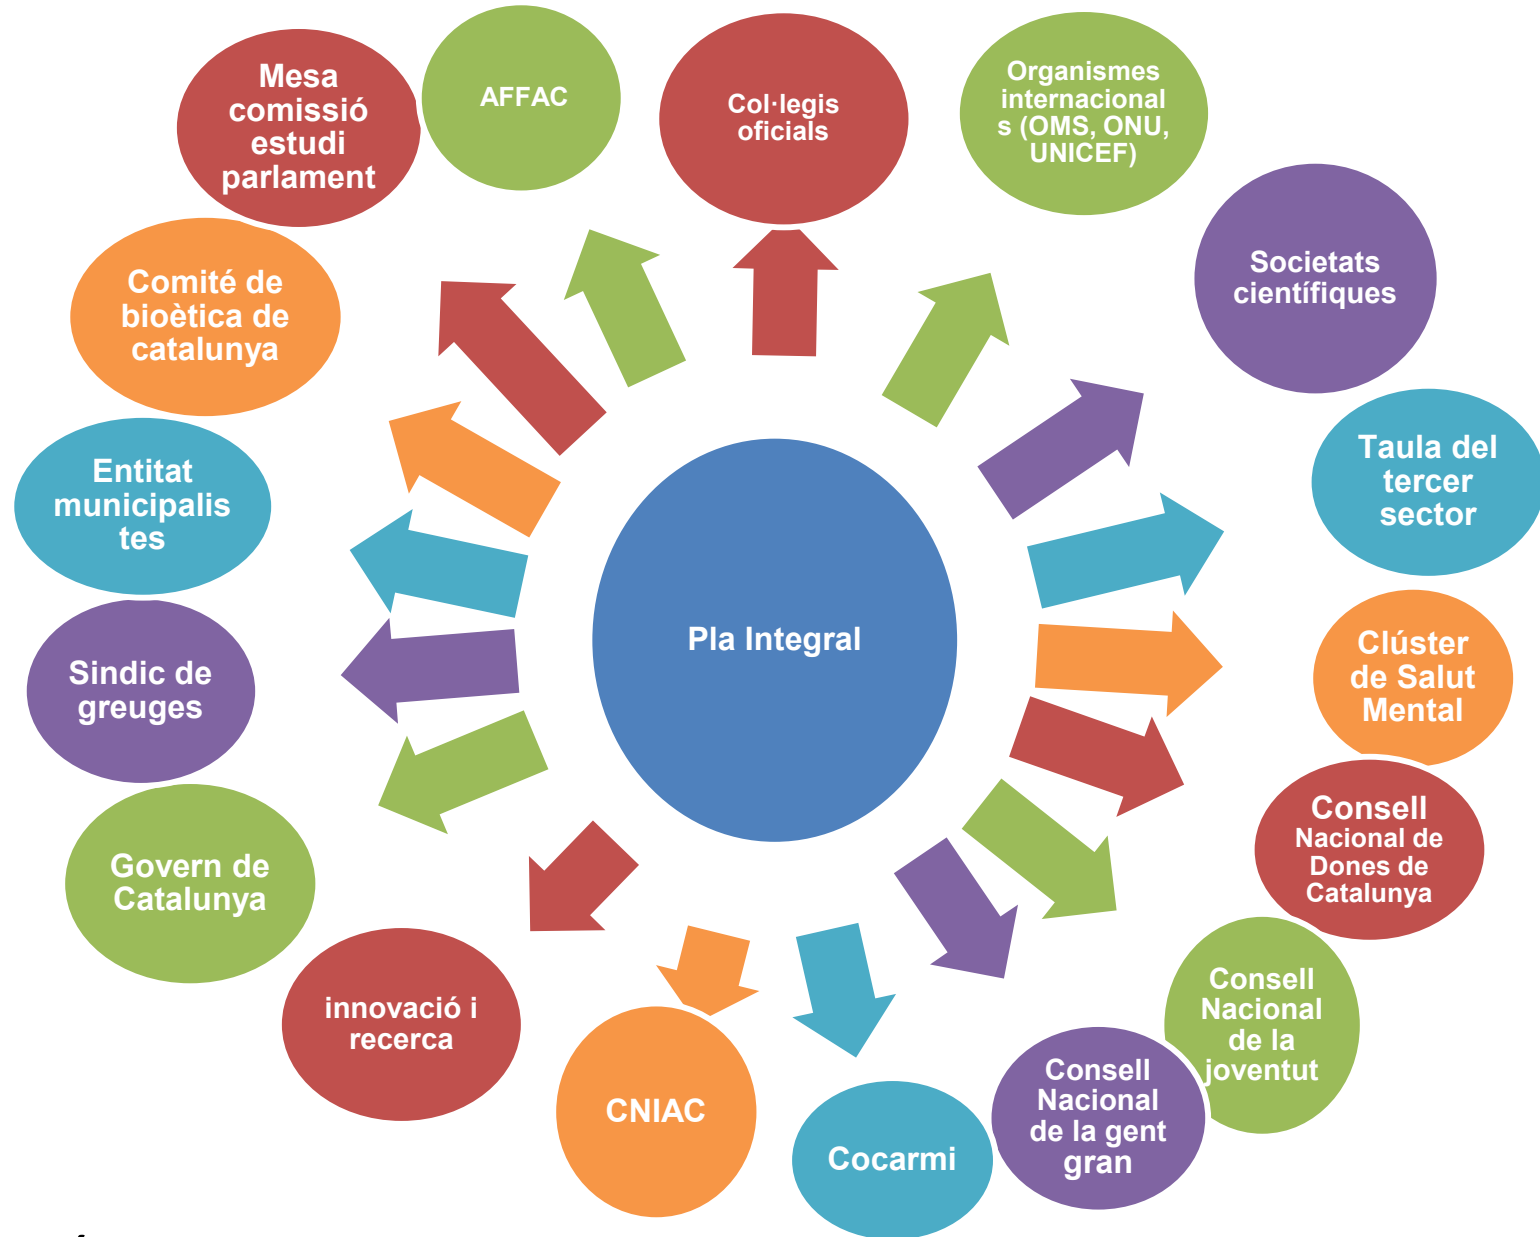 Mesa
comissió
estudi
parlament
AFFAC
Col·legis
oficials
Organismes
internacional
s (OMS, ONU,
UNICEF)
Societats
científiques
Taula del
tercer
sector
Clúster
de Salut
Mental
Consell
Nacional de
Dones de
Catalunya
Consell
Nacional
de la
joventut
Consell
Nacional
de la gent
gran
Cocarmi
CNIAC
innovació i
recerca
Govern de
Catalunya
Sindic de
greuges
Entitat
municipalis
tes
Comité de
bioètica de
catalunya
Pla Integral